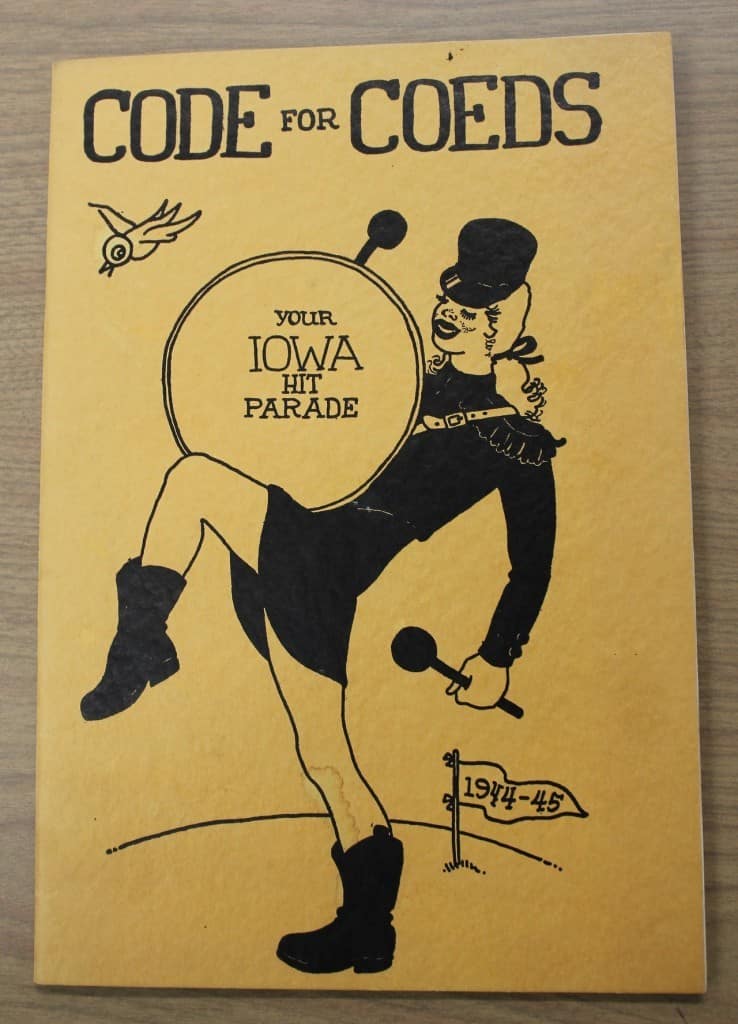 CODE FOR COEDS
YOUR
IOWA
HIT
PARADE
1944-45